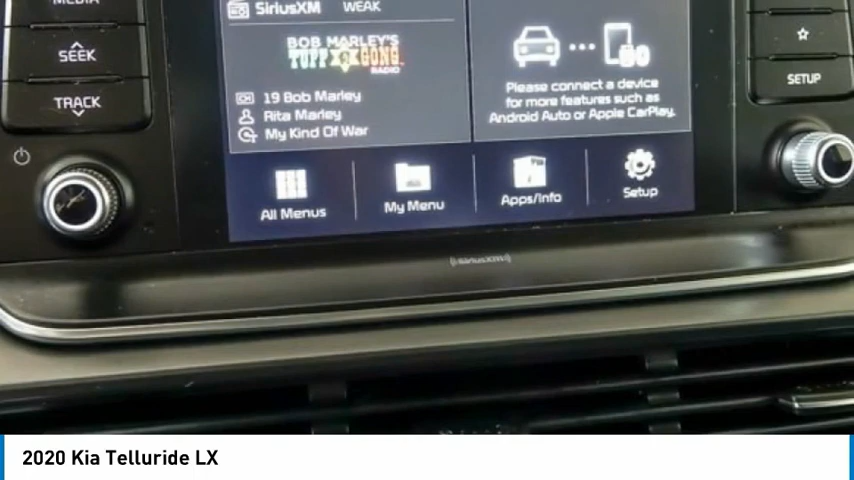 MEDIA
SiriusXM WEAK
SEEK
TRACK
BOB MARLEY'S
TUFF GONG
RADIO
19 Bob Marley
Rita Marley
My Kind Of War
Please connect a device
for more features such as
Android Auto or Apple CarPlay.
SETUP
All Menus
My Menu
Apps/Info
Setup
(SiriusXM)
2020 Kia Telluride LX